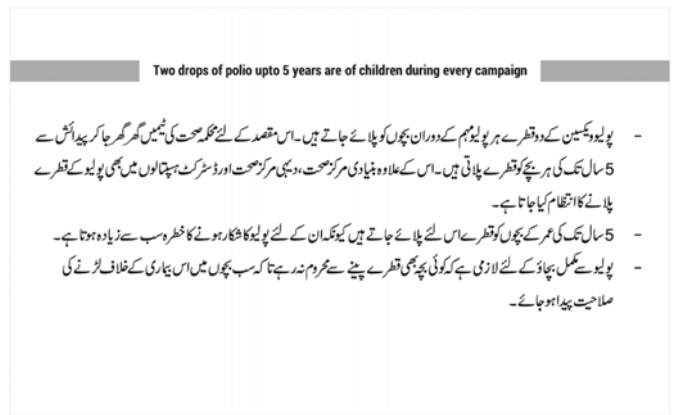 Two drops of polio upto 5 years are of children during every campaign
- پولیو ویکسین کے دو قطرے ہر پولیو مہم کے دوران بچوں کو پلائے جاتے ہیں۔ اس مقصد کے لئے محکمہ صحت کی ٹیمیں گھر گھر جا کر پیدائش سے
5 سال تک کی ہر بچے کو قطرے پلاتی ہیں۔ اس کے علاوہ بنیادی مرکز صحت، دیہی مرکز صحت اور ڈسٹرکٹ ہسپتالوں میں بھی پولیو کے قطرے
پلانے کا انتظام کیا جاتا ہے۔
- 5 سال تک کی عمر کے بچوں کو قطرے اس لئے پلائے جاتے ہیں کیونکہ ان کے لئے پولیو کا شکار ہونے کا خطرہ سب سے زیادہ ہوتا ہے۔
- پولیو سے مکمل بچاؤ کے لئے لازمی ہے کہ کوئی بچہ بھی قطرے پینے سے محروم نہ رہے تا کہ سب بچوں میں اس بیماری کے خلاف لڑنے کی
صلاحیت پیدا ہو جائے۔